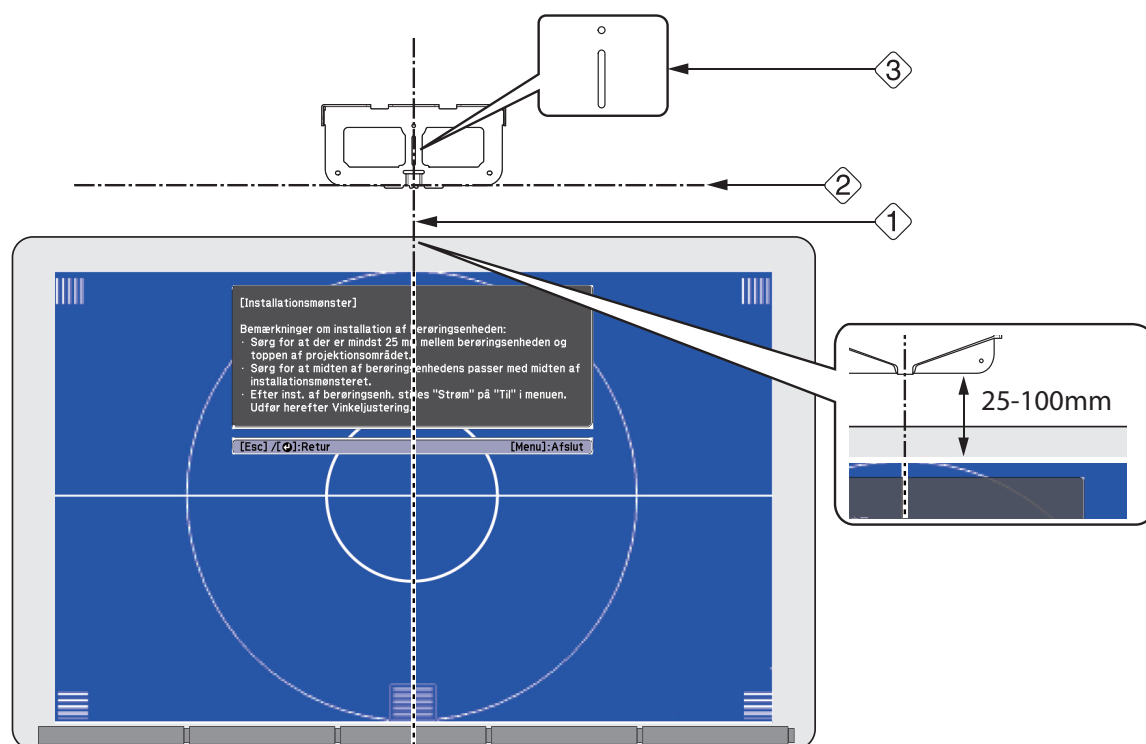 3
2
1
[Installationsmønster]
Bemærkninger om installation af berøringsenheden:
· Sørg for at der er mindst 25 mm mellem berøringsenheden og
toppen af projektionsområdet.
· Sørg for at midten af berøringsenhedens passer med midten af
installationsmønsteret.
· Efter inst. af berøringsenh. stilles "Strøm" på "Til" i menuen.
Udfør herefter Vinkeljustering.
[Esc] /[⏎]:Retur [Menu]:Afslut
25-100mm